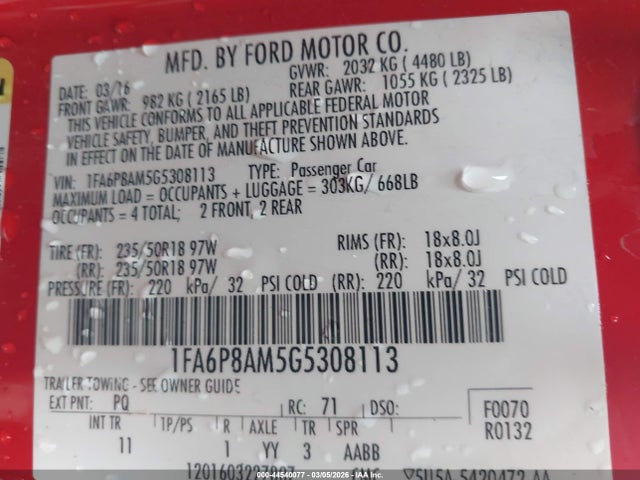 MFD. BY FORD MOTOR CO.
DATE: 03/16 GVWR: 2032 KG ( 4480 LB)
FRONT GAWR: 982 KG ( 2165 LB) REAR GAWR: 1055 KG ( 2325 LB)
THIS VEHICLE CONFORMS TO ALL APPLICABLE FEDERAL MOTOR
VEHICLE SAFETY, BUMPER, AND THEFT PREVENTION STANDARDS
IN EFFECT ON THE DATE OF MANUFACTURE SHOWN ABOVE.
VIN: 1FA6P8AM5G5308113 TYPE: Passenger Car
MAXIMUM LOAD = OCCUPANTS + LUGGAGE = 303KG/ 668LB
OCCUPANTS = 4 TOTAL; 2 FRONT, 2 REAR
TIRE (FR): 235/50R18 97W RIMS (FR): 18x8.0J
(RR): 235/50R18 97W (RR): 18x8.0J
PRESSURE (FR): 220 kPa/ 32 PSI COLD (RR): 220 kPa/ 32 PSI COLD
1FA6P8AM5G5308113
TRAILER TOWING - SEE OWNER GUIDE
EXT PNT: PQ RC: 71 DSO: F0070
INT TR 1P/PS R AXLE TR SPR R0132
11 1 YY 3 AABB
00-44540077 — 03/05/2026 — IAAI